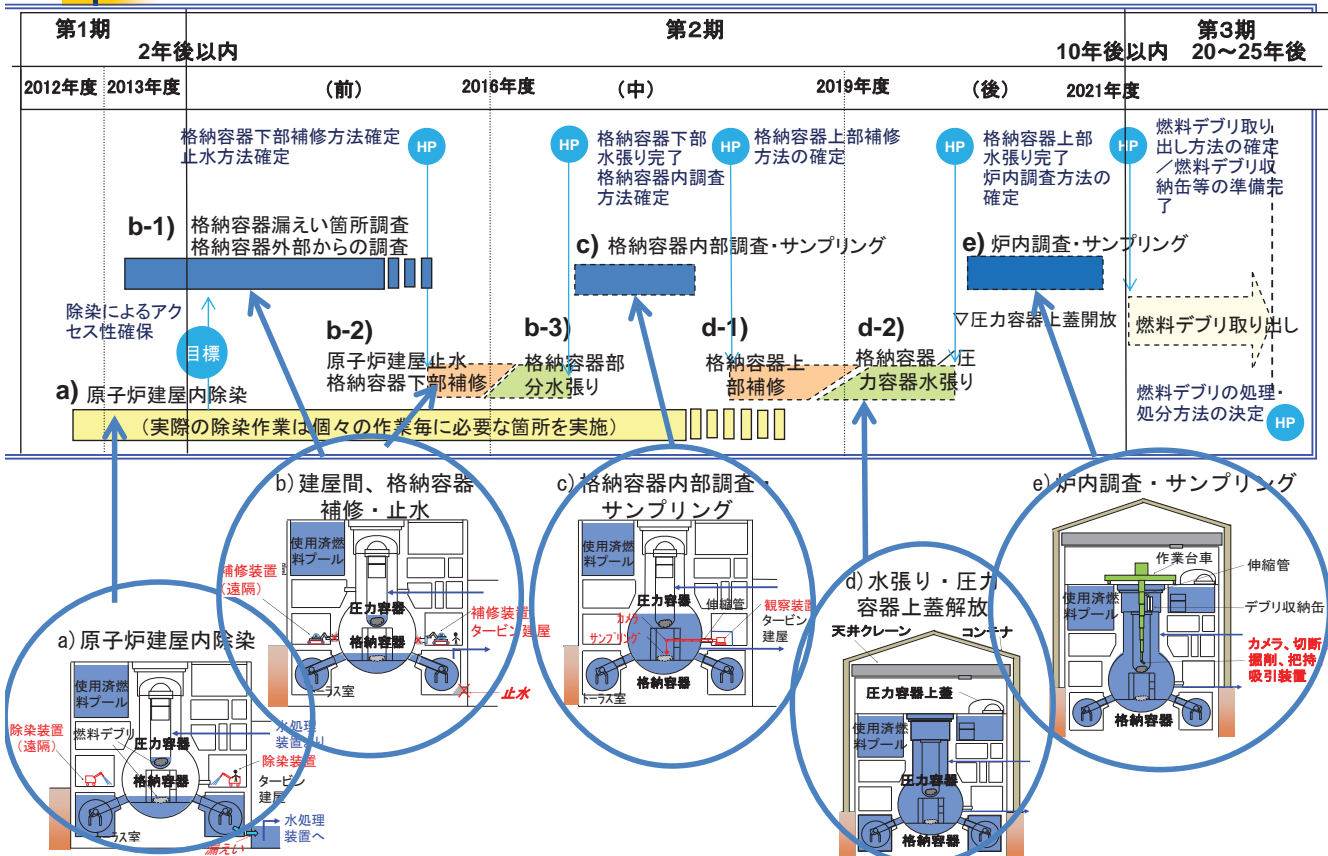 第1期
2年後以内
第2期
10年後以内
第3期
20〜25年後
2012年度
2013年度
(前)
2016年度
(中)
2019年度
(後)
2021年度
格納容器下部補修方法確定
止水方法確定
HP
HP
格納容器下部
水張り完了
格納容器内調査
方法確定
HP
格納容器上部補修
方法の確定
HP
格納容器上部
水張り完了
炉内調査方法の
確定
HP
燃料デブリ取り
出し方法の確定
/燃料デブリ収
納缶等の準備完
了
b-1)
格納容器漏えい箇所調査
格納容器外部からの調査
c) 格納容器内部調査・サンプリング
e) 炉内調査・サンプリング
除染によるアク
セス性確保
目標
b-2)
原子炉建屋止水
格納容器下部補修
b-3)
格納容器部
分水張り
d-1)
格納容器上
部補修
d-2)
格納容器/圧
力容器水張り
▽圧力容器上蓋開放
燃料デブリ取り出し
a) 原子炉建屋内除染
(実際の除染作業は個々の作業毎に必要な箇所を実施)
燃料デブリの処理・
処分方法の決定
HP
b)建屋間、格納容器
補修・止水
使用済燃
料プール
補修装置
(遠隔)
圧力容器
格納容器
補修装置
タービン建屋
トーラス室
止水
c)格納容器内部調査・
サンプリング
使用済燃
料プール
圧力容器
伸縮管
カメラ
サンプリング
観察装置
タービン
建屋
格納容器
トーラス室
e)炉内調査・サンプリング
作業台車
伸縮管
使用済燃
料プール
デブリ収納缶
カメラ、切断
掘削、把持
吸引装置
格納容器
d)水張り・圧力
容器上蓋解放
天井クレーン
コンテナ
圧力容器上蓋
使用済燃
料プール
圧力容器
格納容器
a)原子炉建屋内除染
使用済燃
料プール
除染装置
(遠隔)
燃料デブリ
圧力容器
水処理
装置より
格納容器
除染装置
タービン
建屋
トーラス室
漏えい
水処理
装置へ